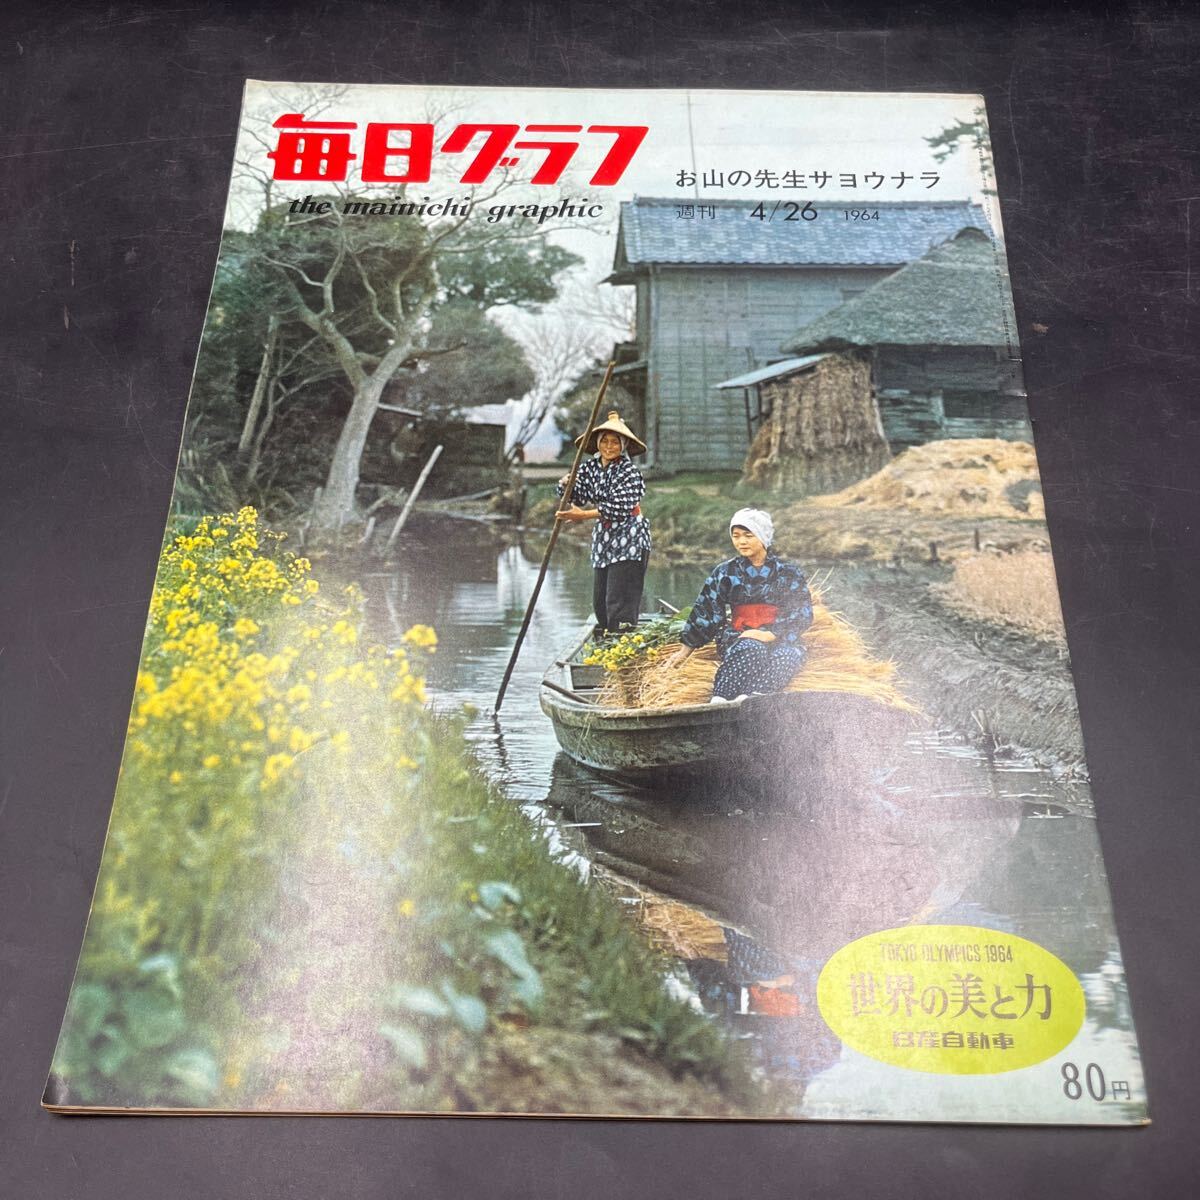 毎日グラフ
the mainichi graphic
お山の先生サヨウナラ
週刊 4/26 1964
TOKYO OLYMPICS 1964
世界の美と力
日産自動車
80円